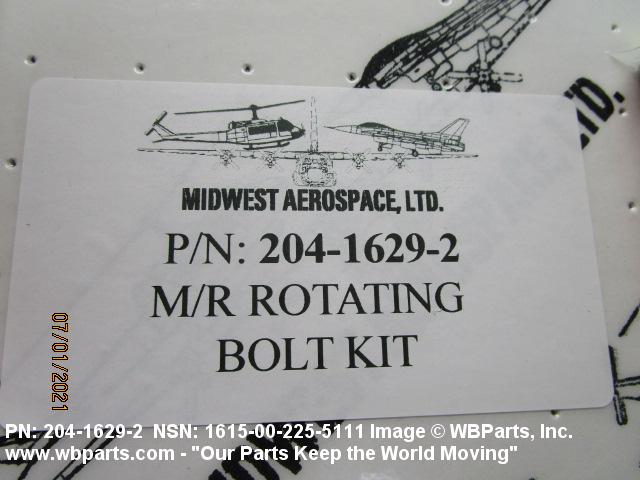 LTD.
MIDWEST AEROSPACE, LTD.
P/N: 204-1629-2
M/R ROTATING
BOLT KIT
07/01/2021
PN: 204-1629-2 NSN: 1615-00-225-5111 Image © WBParts, Inc.
www.wbparts.com - "Our Parts Keep the World Moving"